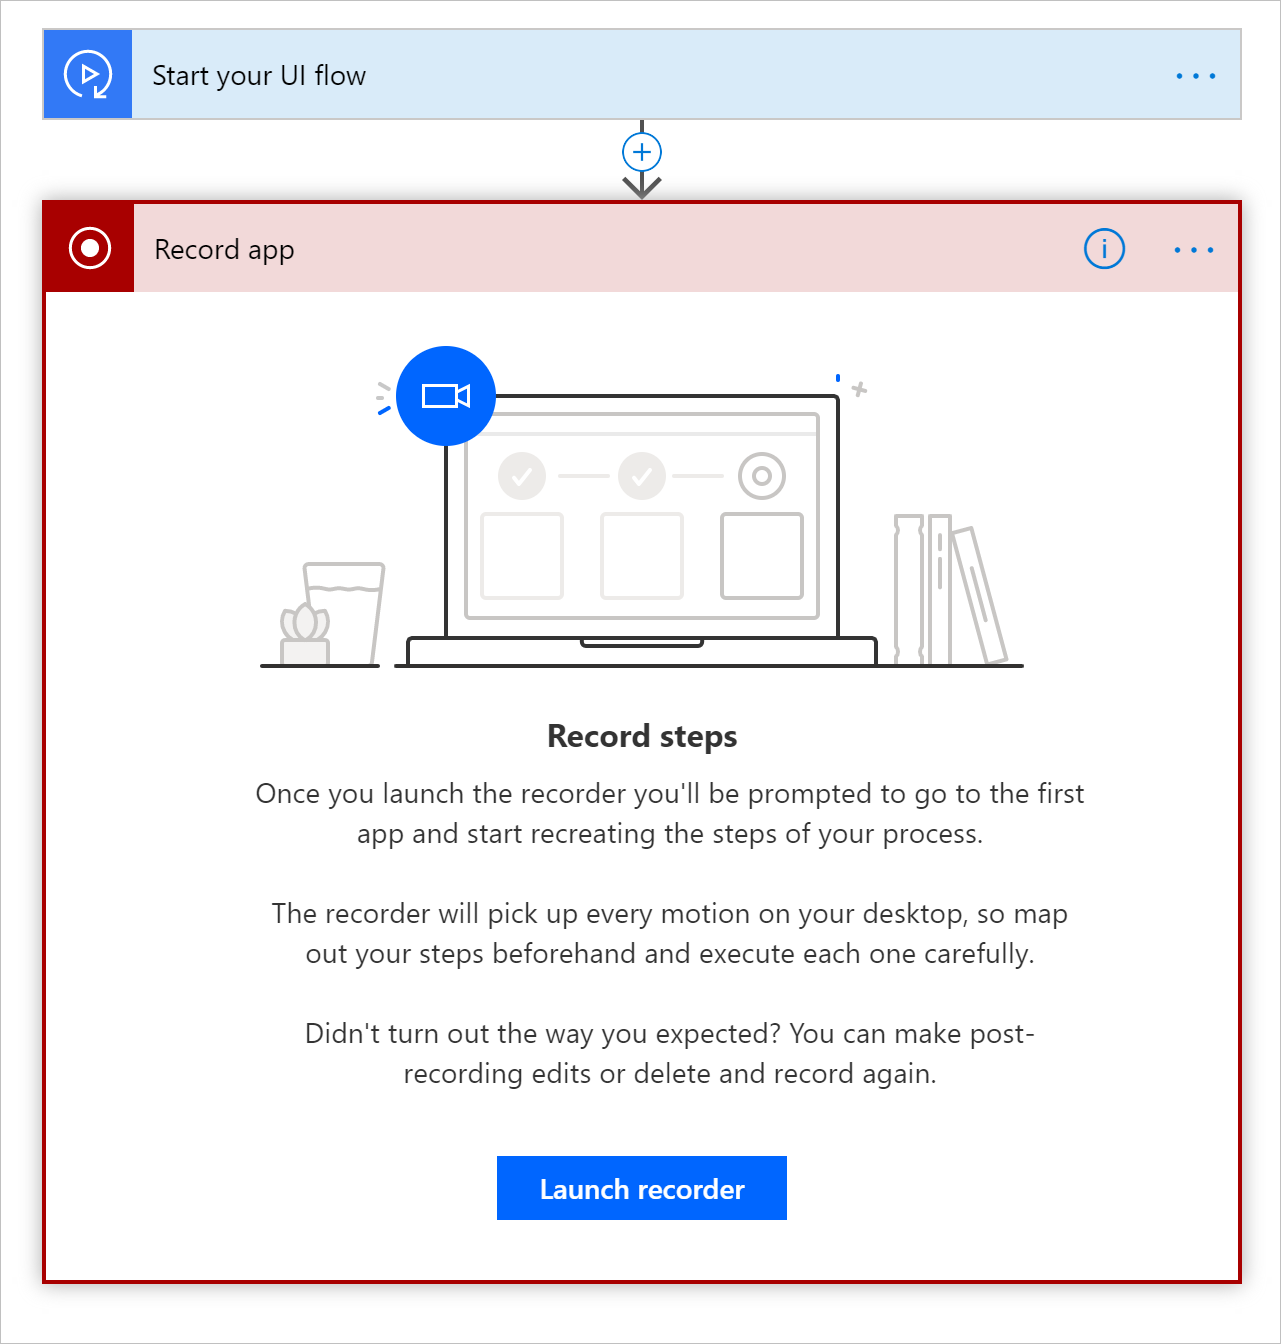 Start your UI flow
Record app
Record steps
Once you launch the recorder you'll be prompted to go to the first
app and start recreating the steps of your process.
The recorder will pick up every motion on your desktop, so map
out your steps beforehand and execute each one carefully.
Didn't turn out the way you expected? You can make post-
recording edits or delete and record again.
Launch recorder